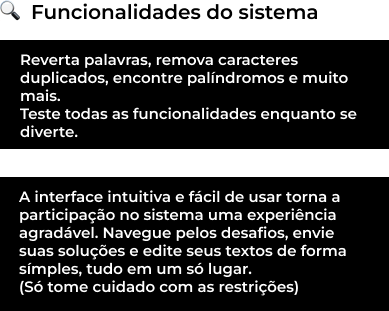 Funcionalidades do sistema
Reverta palavras, remova caracteres
duplicados, encontre palíndromos e muito
mais.
Teste todas as funcionalidades enquanto se
diverte.
A interface intuitiva e fácil de usar torna a
participação no sistema uma experiência
agradável. Navegue pelos desafios, envie
suas soluções e edite seus textos de forma
símples, tudo em um só lugar.
(Só tome cuidado com as restrições)